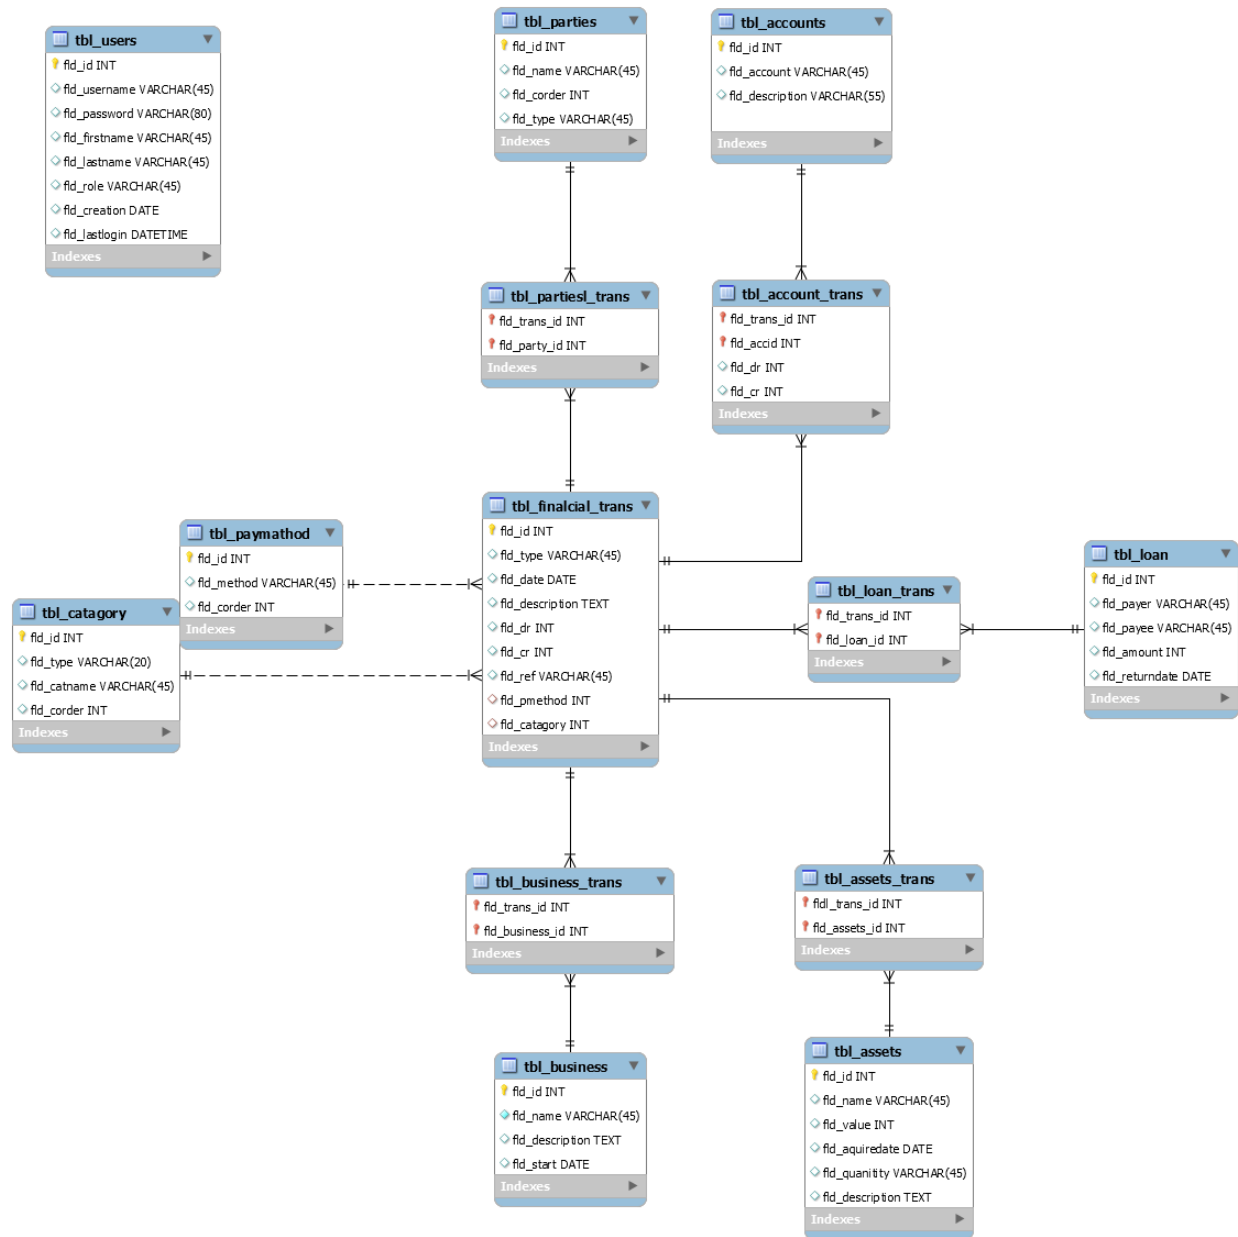 tbl_users
fld_id INT
fld_username VARCHAR(45)
fld_password VARCHAR(80)
fld_firstname VARCHAR(45)
fld_lastname VARCHAR(45)
fld_role VARCHAR(45)
fld_creation DATE
fld_lastlogin DATETIME
Indexes
tbl_parties
fld_id INT
fld_name VARCHAR(45)
fld_corder INT
fld_type VARCHAR(45)
Indexes
tbl_accounts
fld_id INT
fld_account VARCHAR(45)
fld_description VARCHAR(55)
Indexes
tbl_partiesl_trans
fld_trans_id INT
fld_party_id INT
Indexes
tbl_account_trans
fld_trans_id INT
fld_accid INT
fld_dr INT
fld_cr INT
Indexes
tbl_paymathod
fld_id INT
fld_method VARCHAR(45)
fld_corder INT
Indexes
tbl_catagory
fld_id INT
fld_type VARCHAR(20)
fld_catname VARCHAR(45)
fld_corder INT
Indexes
tbl_finalcial_trans
fld_id INT
fld_type VARCHAR(45)
fld_date DATE
fld_description TEXT
fld_dr INT
fld_cr INT
fld_ref VARCHAR(45)
fld_pmethod INT
fld_catagory INT
Indexes
tbl_loan_trans
fld_trans_id INT
fld_loan_id INT
Indexes
tbl_loan
fld_id INT
fld_payer VARCHAR(45)
fld_payee VARCHAR(45)
fld_amount INT
fld_returndate DATE
Indexes
tbl_business_trans
fld_trans_id INT
fld_business_id INT
Indexes
tbl_assets_trans
fldl_trans_id INT
fld_assets_id INT
Indexes
tbl_business
fld_id INT
fld_name VARCHAR(45)
fld_description TEXT
fld_start DATE
Indexes
tbl_assets
fld_id INT
fld_name VARCHAR(45)
fld_value INT
fld_aquiredate DATE
fld_quanitity VARCHAR(45)
fld_description TEXT
Indexes